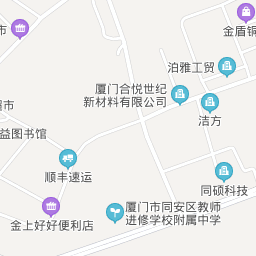 市
金盾铜
泊雅工贸
厦门合悦世纪
新材料有限公司
洁方
超市
益图书馆
顺丰速运
同硕科技
厦门市同安区教师
进修学校附属中学
金上好好便利店